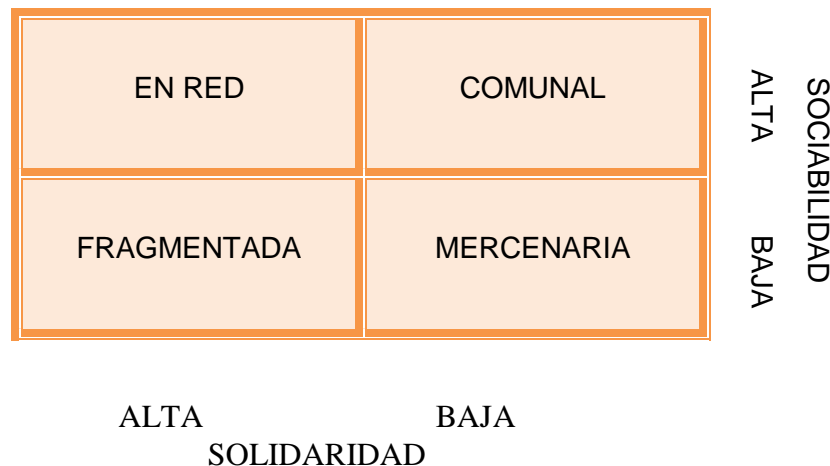 EN RED
COMUNAL
FRAGMENTADA
MERCENARIA
ALTA
BAJA
SOCIABILIDAD
ALTA
BAJA
SOLIDARIDAD